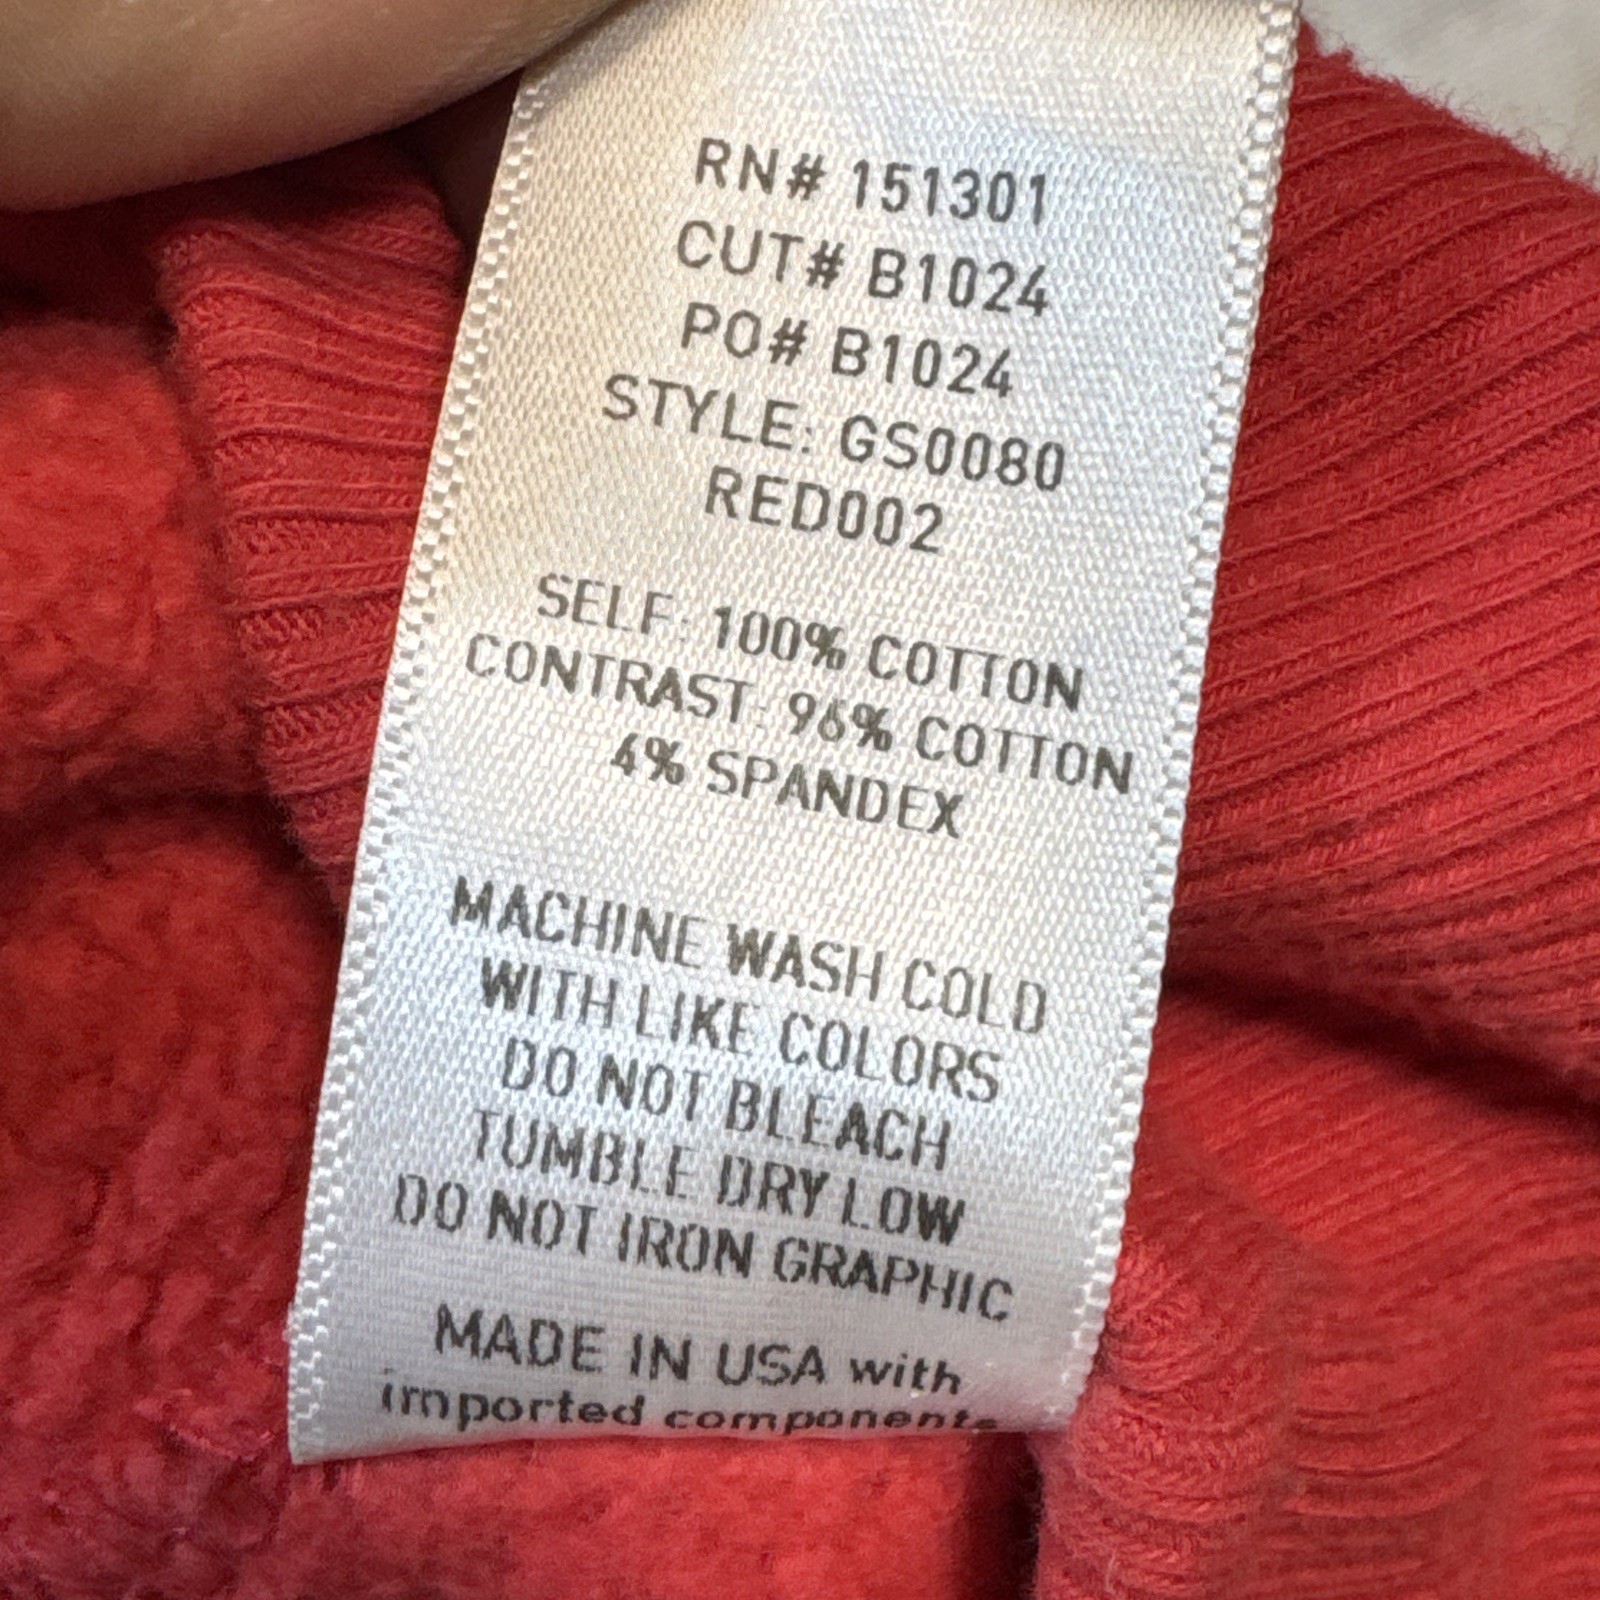 RN# 151301
CUT# B1024
PO# B1024
STYLE: GS0080
RED002
SELF: 100% COTTON
CONTRAST: 96% COTTON
4% SPANDEX
MACHINE WASH COLD
WITH LIKE COLORS
DO NOT BLEACH
TUMBLE DRY LOW
DO NOT IRON GRAPHIC
MADE IN USA with
imported components